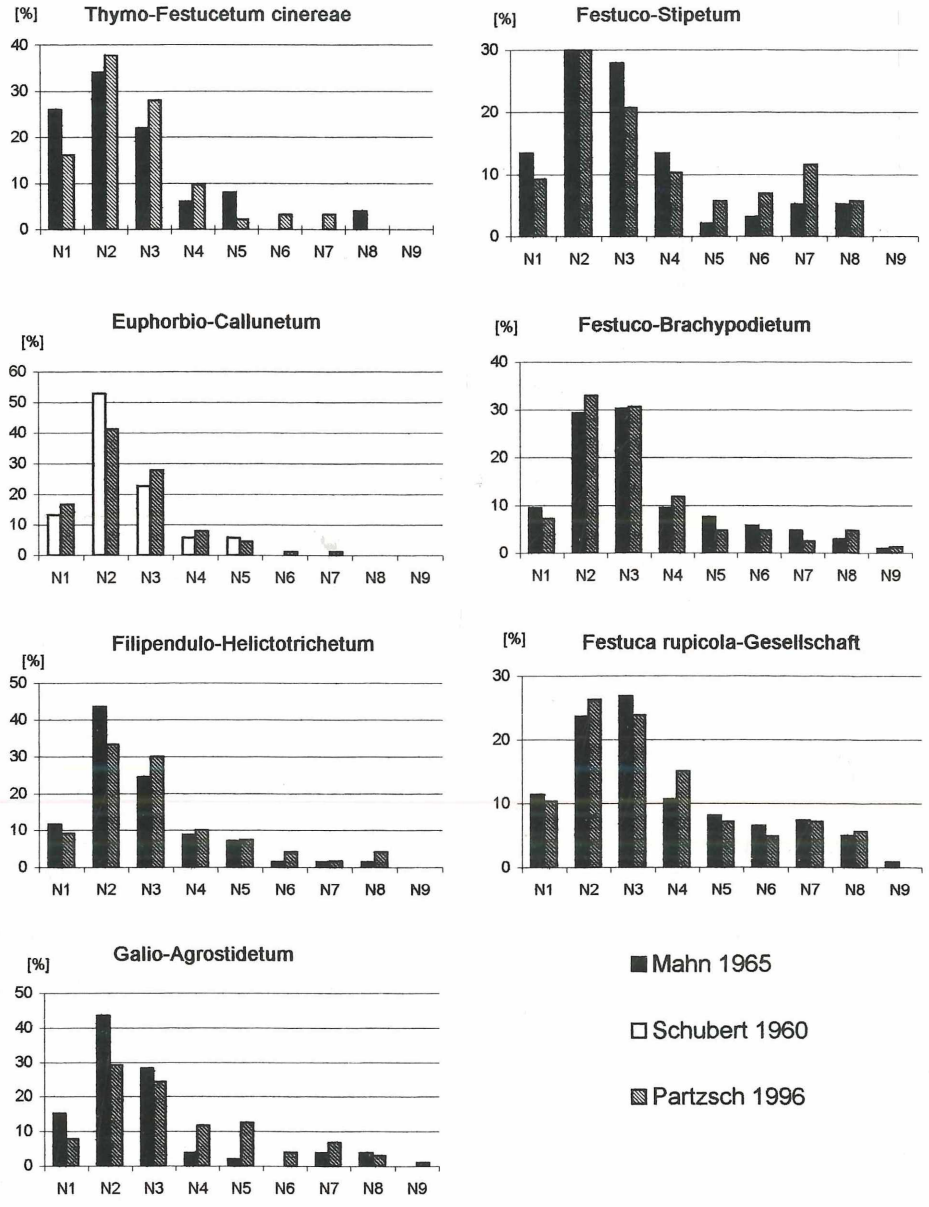 [%] Thymo-Festucetum cinereae
40
30
20
10
0
N1 N2 N3 N4 N5 N6 N7 N8 N9
[%] Festuco-Stipetum
30
20
10
0
N1 N2 N3 N4 N5 N6 N7 N8 N9
Euphorbio-Callunetum
[%]
60
50
40
30
20
10
0
N1 N2 N3 N4 N5 N6 N7 N8 N9
[%] Festuco-Brachypodietum
40
30
20
10
0
N1 N2 N3 N4 N5 N6 N7 N8 N9
Filipendulo-Helictotrichetum
[%]
50
40
30
20
10
0
N1 N2 N3 N4 N5 N6 N7 N8 N9
[%] Festuca rupicola-Gesellschaft
30
20
10
0
N1 N2 N3 N4 N5 N6 N7 N8 N9
Galio-Agrostidetum
[%]
50
40
30
20
10
0
N1 N2 N3 N4 N5 N6 N7 N8 N9
Mahn 1965
Schubert 1960
Partzsch 1996